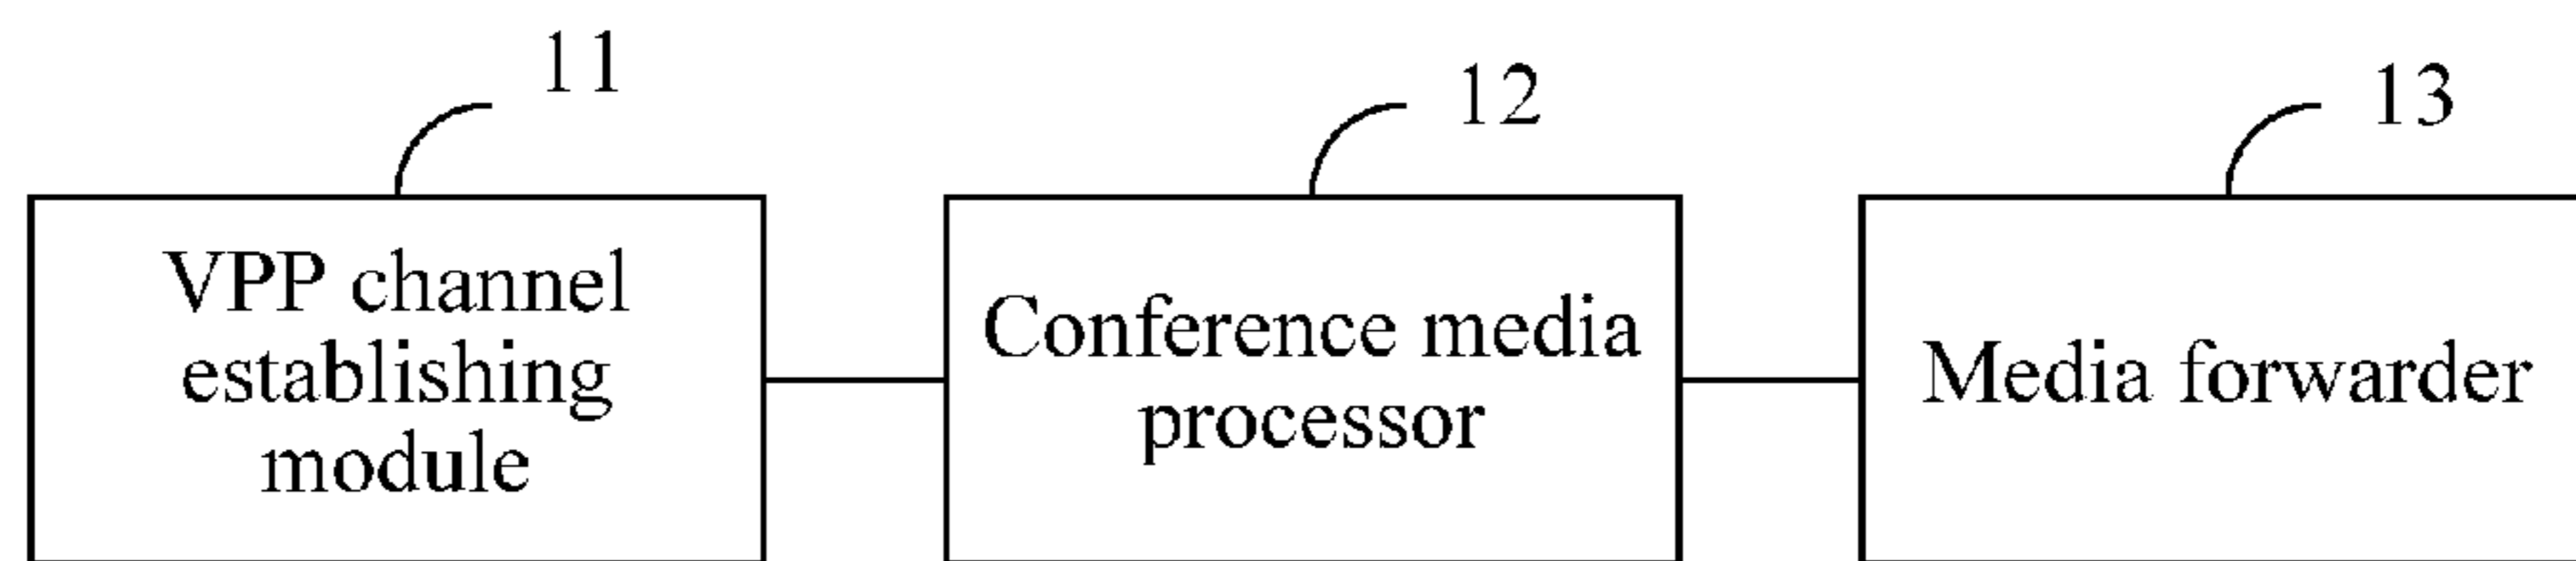 11
12
13
VPP channel
establishing
module
Conference media
processor
Media forwarder